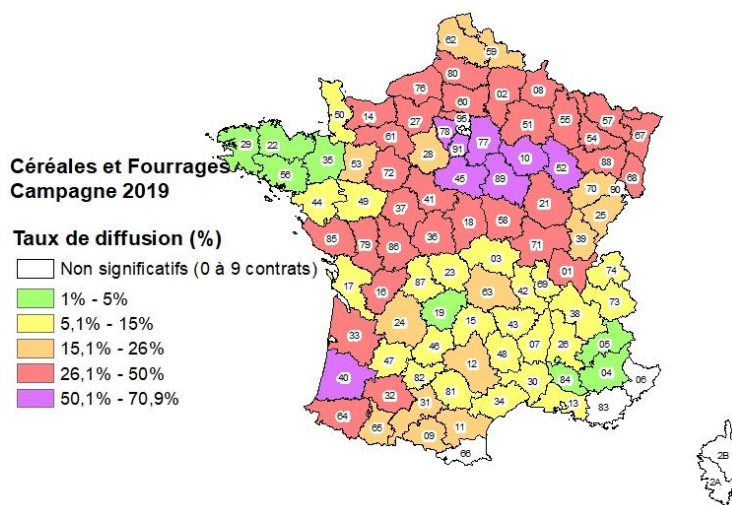 Céréales et Fourrages
Campagne 2019
Taux de diffusion (%)
Non significatifs (0 à 9 contrats)
1% - 5%
5,1% - 15%
15,1% - 26%
26,1% - 50%
50,1% - 70,9%
62 59
80
76 02 08
60
50 14 27 95 51 55 57 67
78 77 54
61 91 10 88
29 22 35 53 28 52 68
56 72 45 89 70 90
44 49 37 41 18 58 21 25
85 79 86 36 71 39
03 01 74
17 16 87 23 63 42 69 73
24 19 15 43 38
33 46 07 26 05
40 47 12 48 04 06
82 81 30 84
32 31 34 13 83
64 65 09 11
66
2B
2A